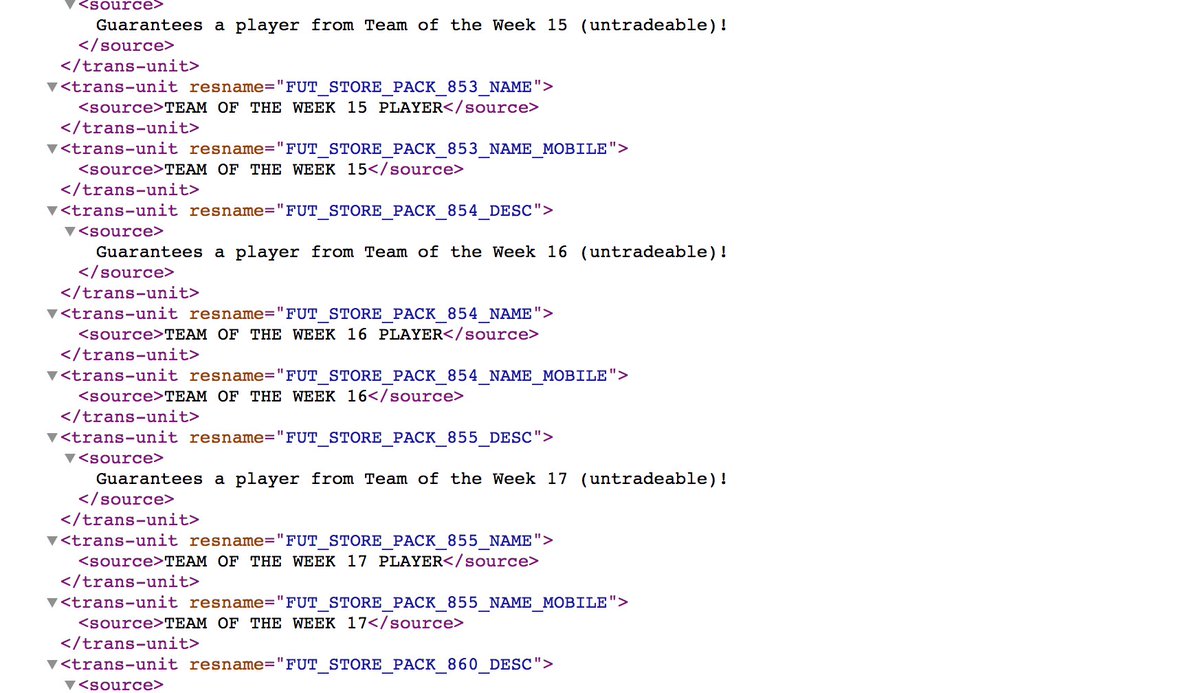 ▼<source>
Guarantees a player from Team of the Week 15 (untradeable)!
</source>
</trans-unit>
▼<trans-unit resname="FUT_STORE_PACK_853_NAME">
<source>TEAM OF THE WEEK 15 PLAYER</source>
</trans-unit>
▼<trans-unit resname="FUT_STORE_PACK_853_NAME_MOBILE">
<source>TEAM OF THE WEEK 15</source>
</trans-unit>
▼<trans-unit resname="FUT_STORE_PACK_854_DESC">
▼<source>
Guarantees a player from Team of the Week 16 (untradeable)!
</source>
</trans-unit>
▼<trans-unit resname="FUT_STORE_PACK_854_NAME">
<source>TEAM OF THE WEEK 16 PLAYER</source>
</trans-unit>
▼<trans-unit resname="FUT_STORE_PACK_854_NAME_MOBILE">
<source>TEAM OF THE WEEK 16</source>
</trans-unit>
▼<trans-unit resname="FUT_STORE_PACK_855_DESC">
▼<source>
Guarantees a player from Team of the Week 17 (untradeable)!
</source>
</trans-unit>
▼<trans-unit resname="FUT_STORE_PACK_855_NAME">
<source>TEAM OF THE WEEK 17 PLAYER</source>
</trans-unit>
▼<trans-unit resname="FUT_STORE_PACK_855_NAME_MOBILE">
<source>TEAM OF THE WEEK 17</source>
</trans-unit>
▼<trans-unit resname="FUT_STORE_PACK_860_DESC">
▼<source>